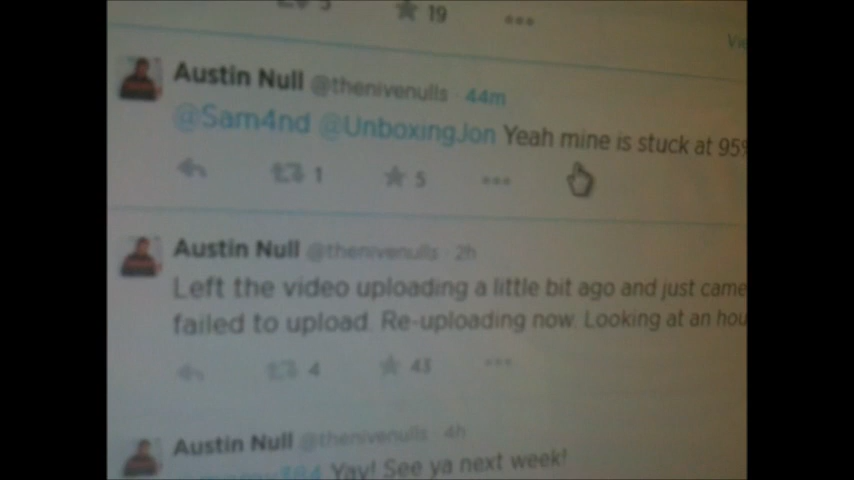 19
Austin Null @thenivenulls · 44m
@Sam4nd @UnboxingJon Yeah mine is stuck at 95%
1 5
Austin Null @thenivenulls · 2h
Left the video uploading a little bit ago and just came
failed to upload. Re-uploading now. Looking at an hou
4 43
Austin Null @thenivenulls · 4h
Yay! See ya next week!